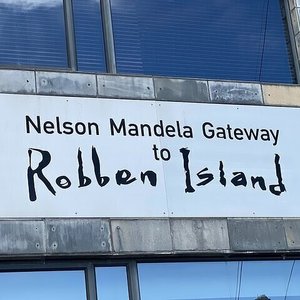 Nelson Mandela Gateway
to
Robben Island